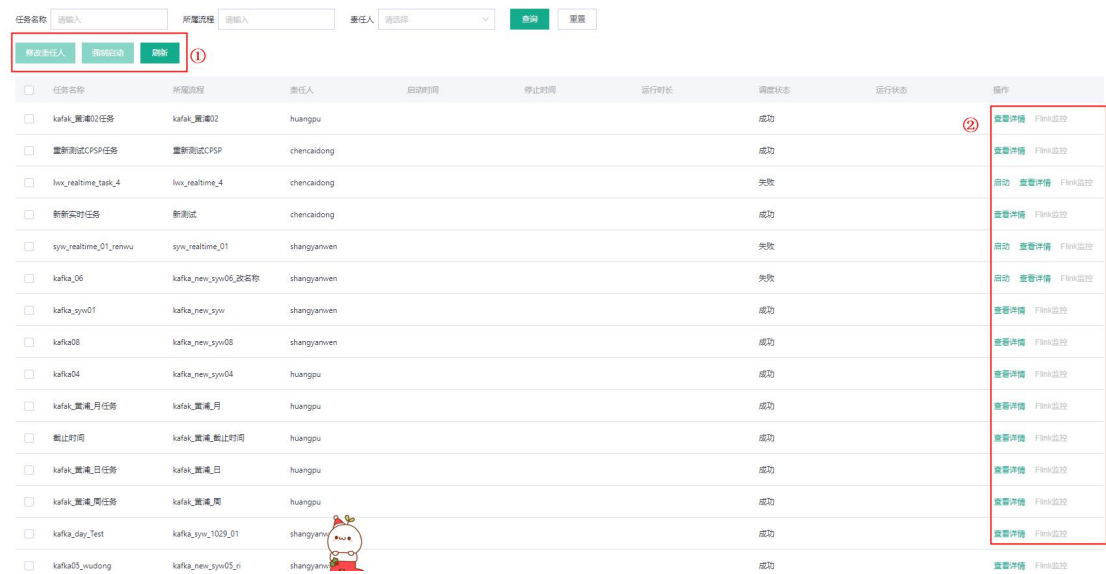 任务名称 请输入 所属流程 请输入 责任人 请选择 查询 重置
修改责任人 强制启动 刷新 ①
任务名称 所属流程 责任人 启动时间 停止时间 运行时长 调度状态 运行状态 操作
kafak_黄浦02任务 kafak_黄浦02 huangpu 成功 ② 查看详情 Flink监控
重新测试CPSP任务 重新测试CPSP chencaidong 成功 查看详情 Flink监控
lwx_realtime_task_4 lwx_realtime_4 chencaidong 失败 启动 查看详情 Flink监控
新新实时任务 新测试 chencaidong 成功 查看详情 Flink监控
syw_realtime_01_renwu syw_realtime_01 shangyanwen 失败 启动 查看详情 Flink监控
kafka_06 kafka_new_syw06_改名称 shangyanwen 失败 启动 查看详情 Flink监控
kafka_syw01 kafka_new_syw shangyanwen 成功 查看详情 Flink监控
kafka08 kafka_new_syw08 shangyanwen 成功 查看详情 Flink监控
kafka04 kafka_new_syw04 huangpu 成功 查看详情 Flink监控
kafak_黄浦_月任务 kafak_黄浦_月 huangpu 成功 查看详情 Flink监控
截止时间 kafak_黄浦_截止时间 huangpu 成功 查看详情 Flink监控
kafak_黄浦_日任务 kafak_黄浦_日 huangpu 成功 查看详情 Flink监控
kafak_黄浦_周任务 kafak_黄浦_周 huangpu 成功 查看详情 Flink监控
kafka_day_Test kafka_syw_1029_01 shangyanw 成功 查看详情 Flink监控
kafka05_wudong kafka_new_syw05_ri shangyanw 成功 查看详情 Flink监控